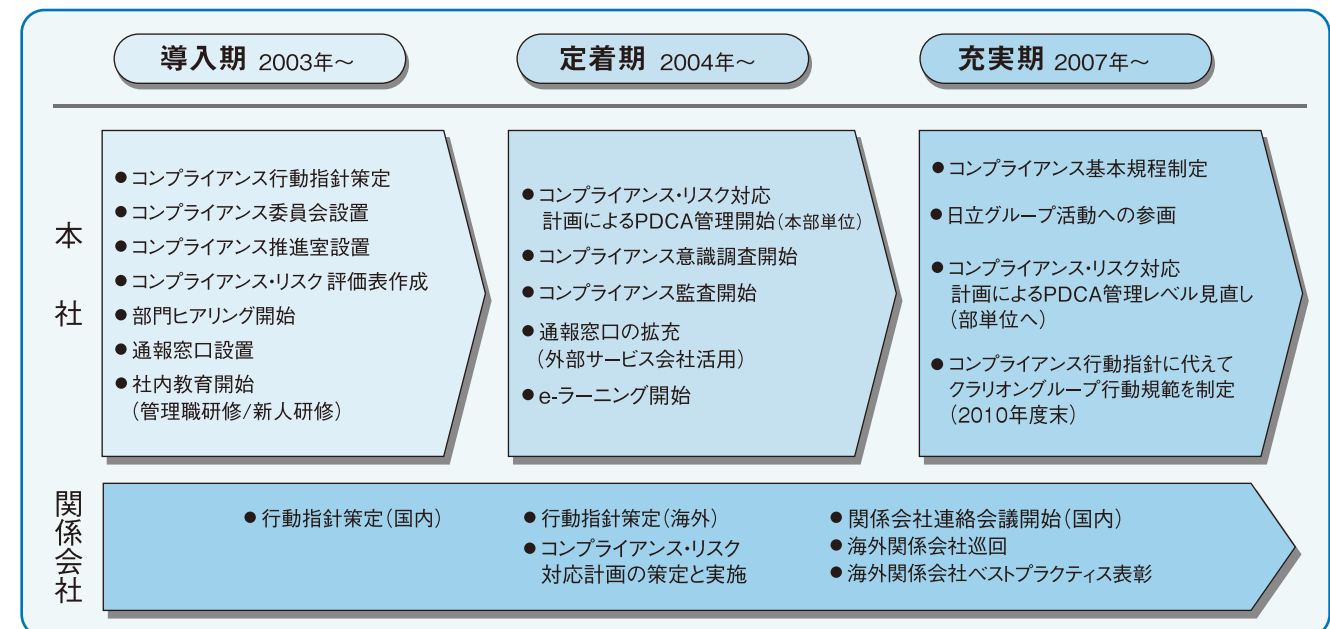 導入期 2003年〜
定着期 2004年〜
充実期 2007年〜
本社
●コンプライアンス行動指針策定
●コンプライアンス委員会設置
●コンプライアンス推進室設置
●コンプライアンス・リスク評価表作成
●部門ヒアリング開始
●通報窓口設置
●社内教育開始
（管理職研修/新人研修）
●コンプライアンス・リスク対応
計画によるPDCA管理開始（本部単位）
●コンプライアンス意識調査開始
●コンプライアンス監査開始
●通報窓口の拡充
（外部サービス会社活用）
●e-ラーニング開始
●コンプライアンス基本規程制定
●日立グループ活動への参画
●コンプライアンス・リスク対応
計画によるPDCA管理レベル見直し
（部単位へ）
●コンプライアンス行動指針に代えて
クラリオングループ行動規範を制定
（2010年度末）
関係会社
●行動指針策定（国内）
●行動指針策定（海外）
●コンプライアンス・リスク
対応計画の策定と実施
●関係会社連絡会議開始（国内）
●海外関係会社巡回
●海外関係会社ベストプラクティス表彰